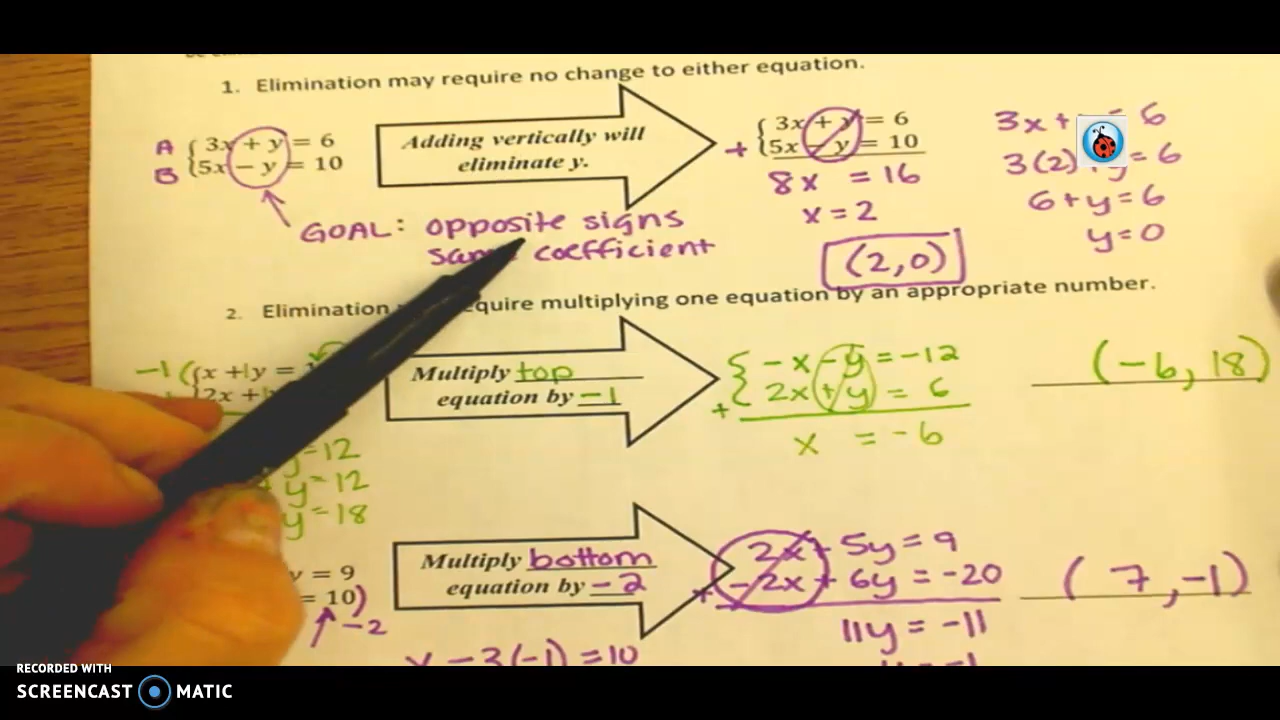 1. Elimination may require no change to either equation.
A { 3x + y = 6
B { 5x - y = 10
Adding vertically will
eliminate y.
{ 3x + y = 6
+ { 5x - y = 10
8x = 16
x = 2
(2,0)
3x + = 6
3(2) + y = 6
6 + y = 6
y = 0
GOAL: opposite signs
coefficient
2. Elimination require multiplying one equation by an appropriate number.
-1 ( { x + 1y =
2x +
y = 12
y = 12
y = 18
Multiply top
equation by -1
{ -x - y = -12
+ { 2x + y = 6
x = -6
(-6, 18)
y = 9
= 10)
-2
Multiply bottom
equation by -2
2x + 5y = 9
+ -2x + 6y = -20
11y = -11
(7, -1)
x - 3(-1) = 10
RECORDED WITH
SCREENCAST MATIC